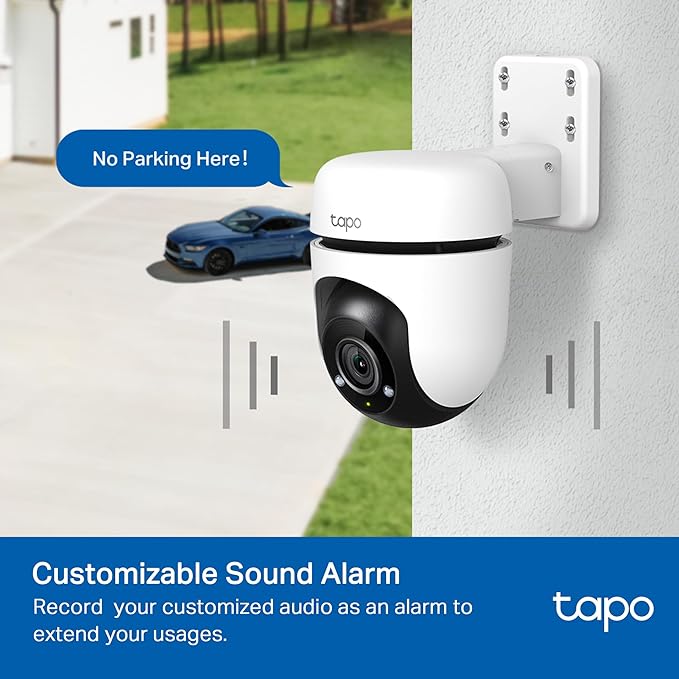 No Parking Here!
tapo
Customizable Sound Alarm
Record your customized audio as an alarm to
extend your usages.
tapo